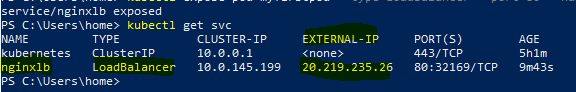 service/nginxlb exposed
PS C:\Users\home> kubectl get svc
NAME TYPE CLUSTER-IP EXTERNAL-IP PORT(S) AGE
kubernetes ClusterIP 10.0.0.1 <none> 443/TCP 5h1m
nginxlb LoadBalancer 10.0.145.199 20.219.235.26 80:32169/TCP 9m43s
PS C:\Users\home>